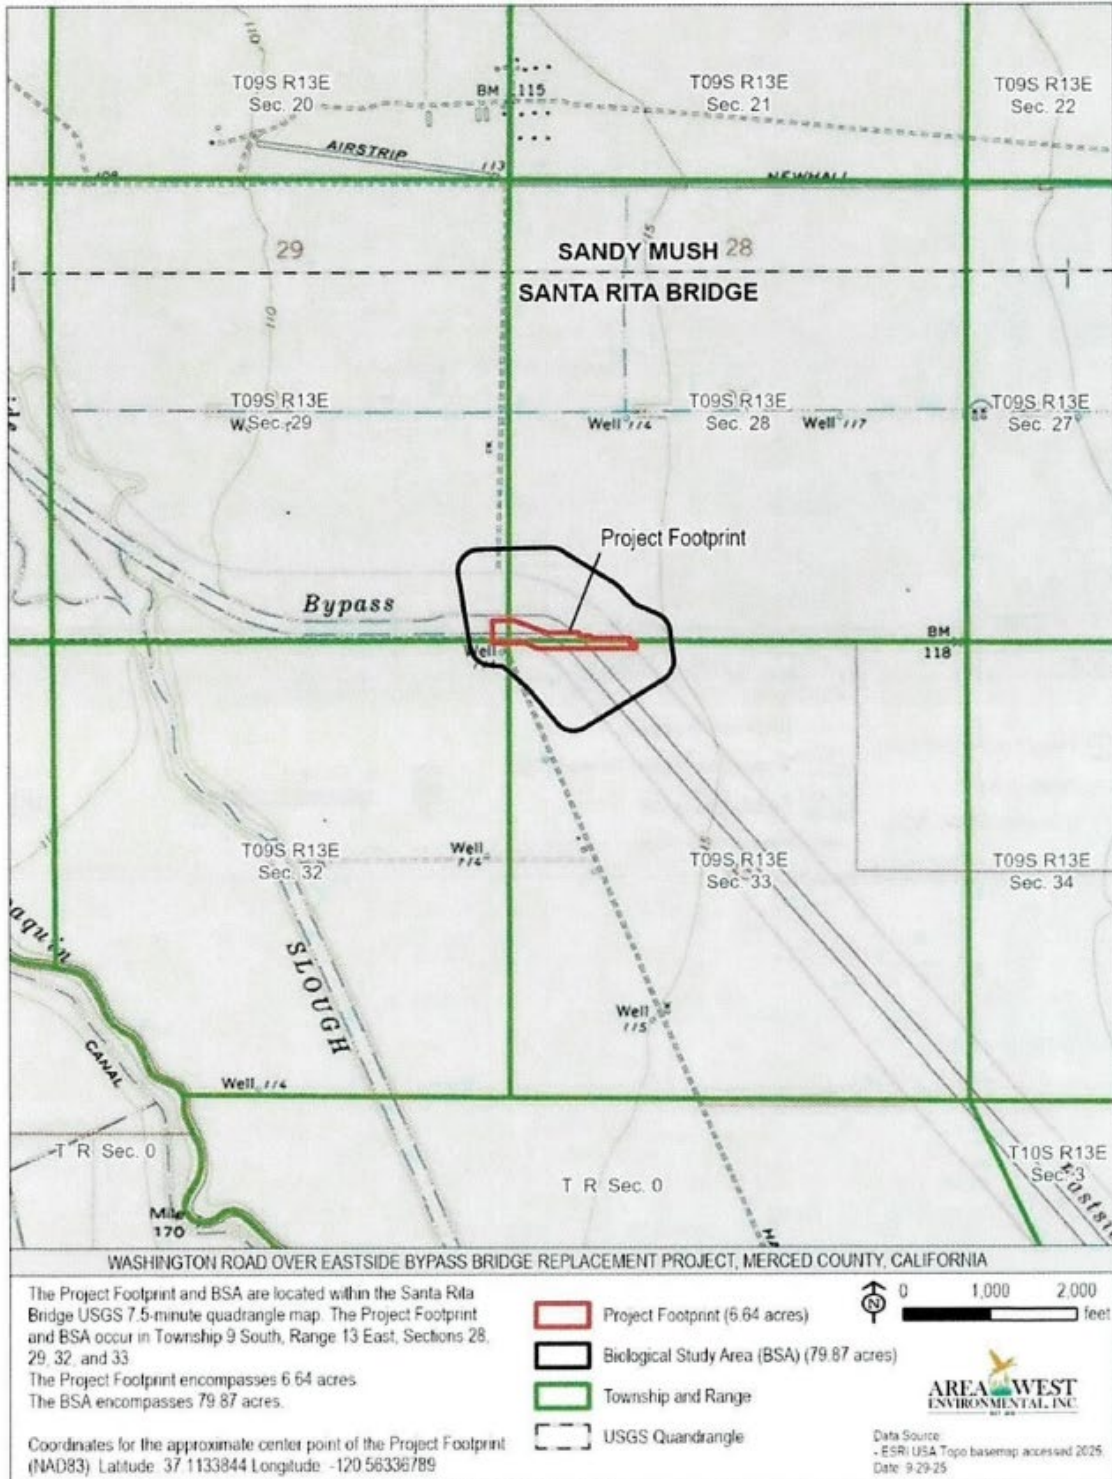 110
T09S R13E
Sec. 20
BM 115
T09S R13E
Sec. 21
T09S R13E
Sec. 22
AIRSTRIP
113
NEWHALL
29
SANDY MUSH 28
SANTA RITA BRIDGE
110
T09S R13E
Sec. 29
T09S R13E
Sec. 28
T09S R13E
Sec. 27
Well 114
Well 117
Project Footprint
Bypass
Well
BM
118
T09S R13E
Sec. 32
Well
114
T09S R13E
Sec. 33
T09S R13E
Sec. 34
SLOUGH
Well
115
CANAL
Well 114
T R Sec. 0
T R Sec. 0
T10S R13E
Sec. 3
Mile
170
WASHINGTON ROAD OVER EASTSIDE BYPASS BRIDGE REPLACEMENT PROJECT, MERCED COUNTY, CALIFORNIA
The Project Footprint and BSA are located within the Santa Rita
Bridge USGS 7.5-minute quadrangle map. The Project Footprint
and BSA occur in Township 9 South, Range 13 East, Sections 28,
29, 32, and 33
The Project Footprint encompasses 6.64 acres.
The BSA encompasses 79.87 acres.
Coordinates for the approximate center point of the Project Footprint
(NAD83) Latitude 37.1133844 Longitude -120.56336789
Project Footprint (6.64 acres)
Biological Study Area (BSA) (79.87 acres)
Township and Range
USGS Quandrangle
N
0 1,000 2,000
feet
AREA WEST
ENVIRONMENTAL, INC.
Data Source:
- ESRI USA Topo basemap accessed 2025
Date: 9-29-25